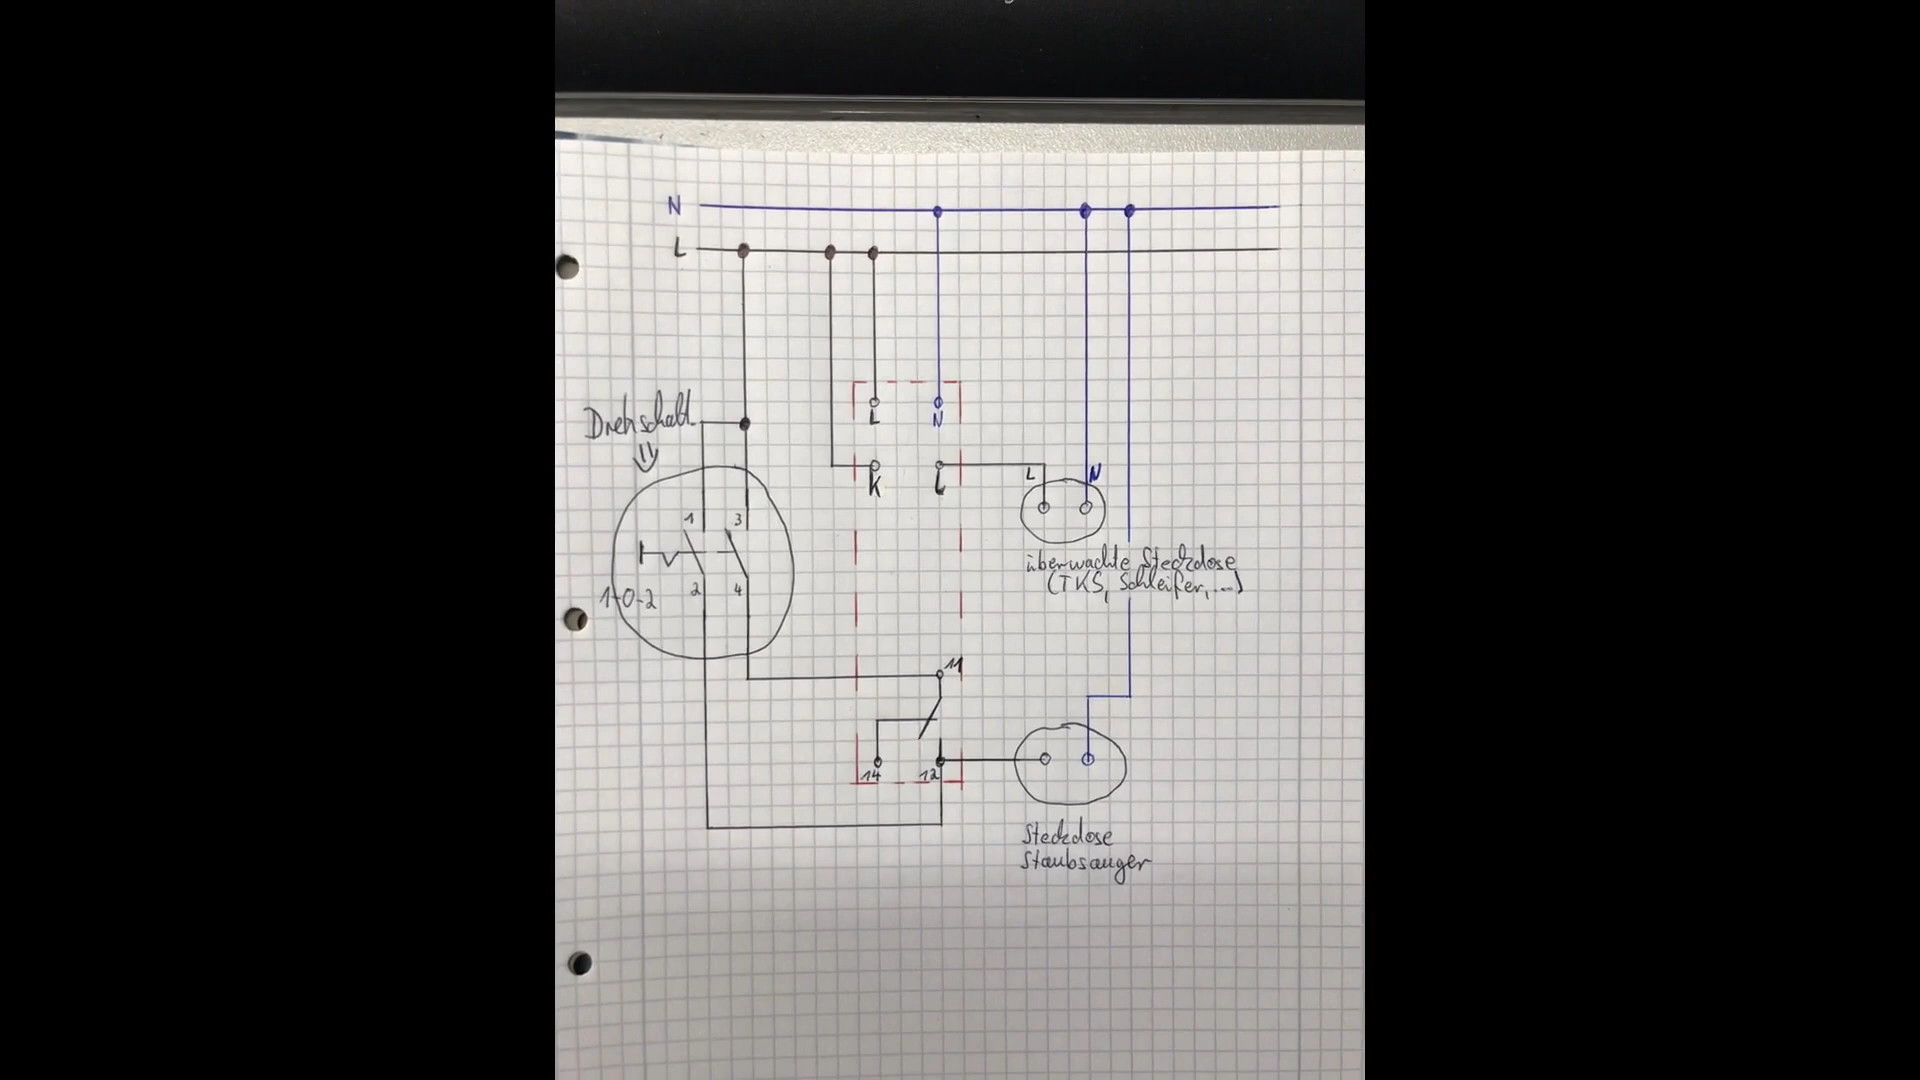 N
L
Drehschalt.
L
N
K
L
L
N
1
3
überwachte Steckdose
(TKS, Schleifer, ...)
1-0-2
2
4
11
14
12
Steckdose
Staubsauger